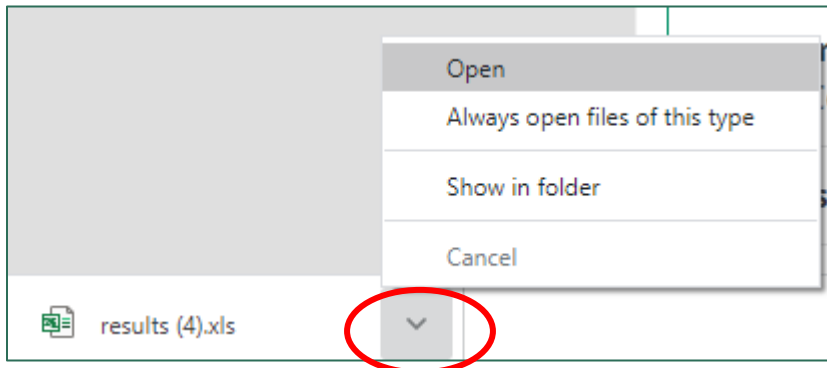 Open
Always open files of this type
Show in folder
Cancel
results (4).xls